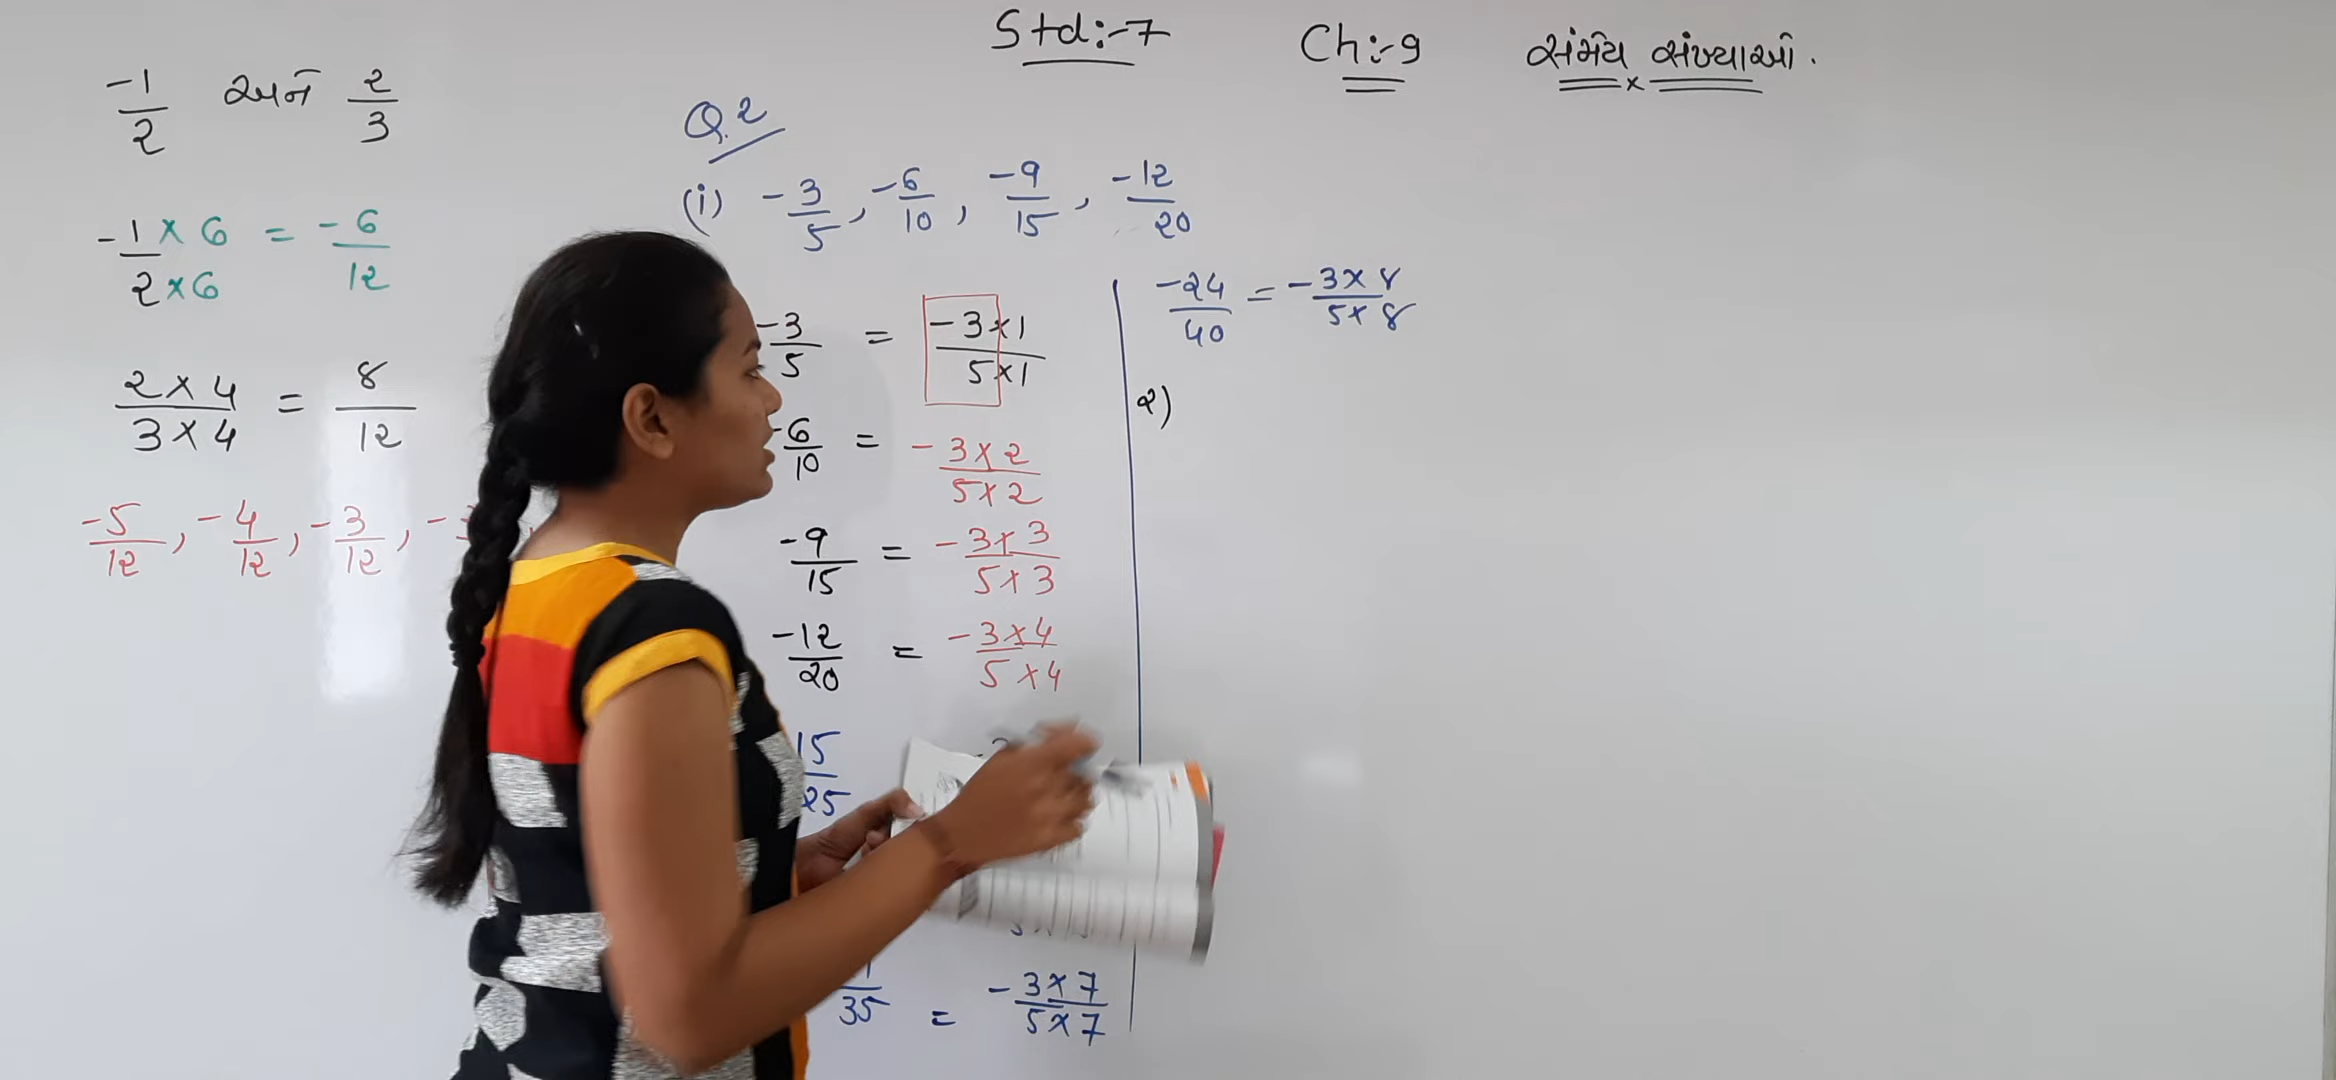 Std:-7 Ch:-9 સંમેય સંખ્યાઓ.
-1/2 અને 2/3
-1×6/2×6 = -6/12
2×4/3×4 = 8/12
-5/12, -4/12, -3/12, -
Q.2
(i) -3/5, -6/10, -9/15, -12/20
-3/5 = -3×1/5×1
-6/10 = -3×2/5×2
-9/15 = -3×3/5×3
-12/20 = -3×4/5×4
15/25
/35 = -3×7/5×7
-24/40 = -3×8/5×8
૨)